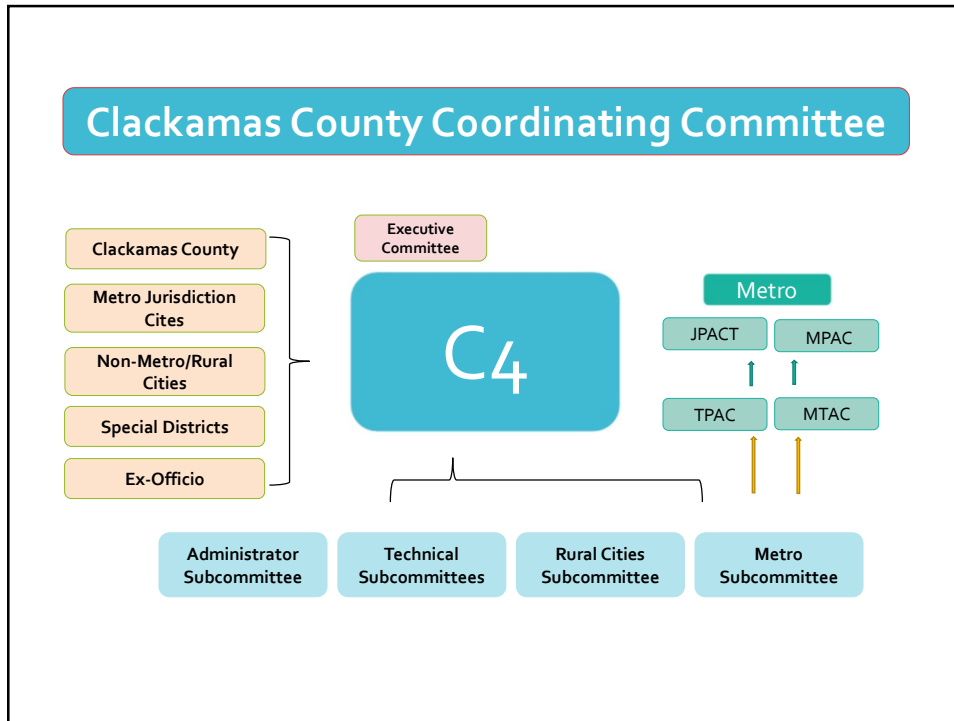 Clackamas County Coordinating Committee
Clackamas County
Metro Jurisdiction
Cites
Non-Metro/Rural
Cities
Special Districts
Ex-Officio
Executive
Committee
C4
Metro
JPACT
MPAC
TPAC
MTAC
Administrator
Subcommittee
Technical
Subcommittees
Rural Cities
Subcommittee
Metro
Subcommittee